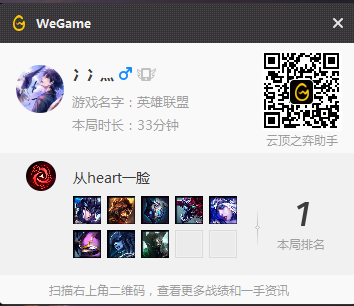 WeGame
冫冫灬
游戏名字：英雄联盟
本局时长：33分钟
云顶之弈助手
从heart一脸
1
本局排名
扫描右上角二维码，查看更多战绩和一手资讯